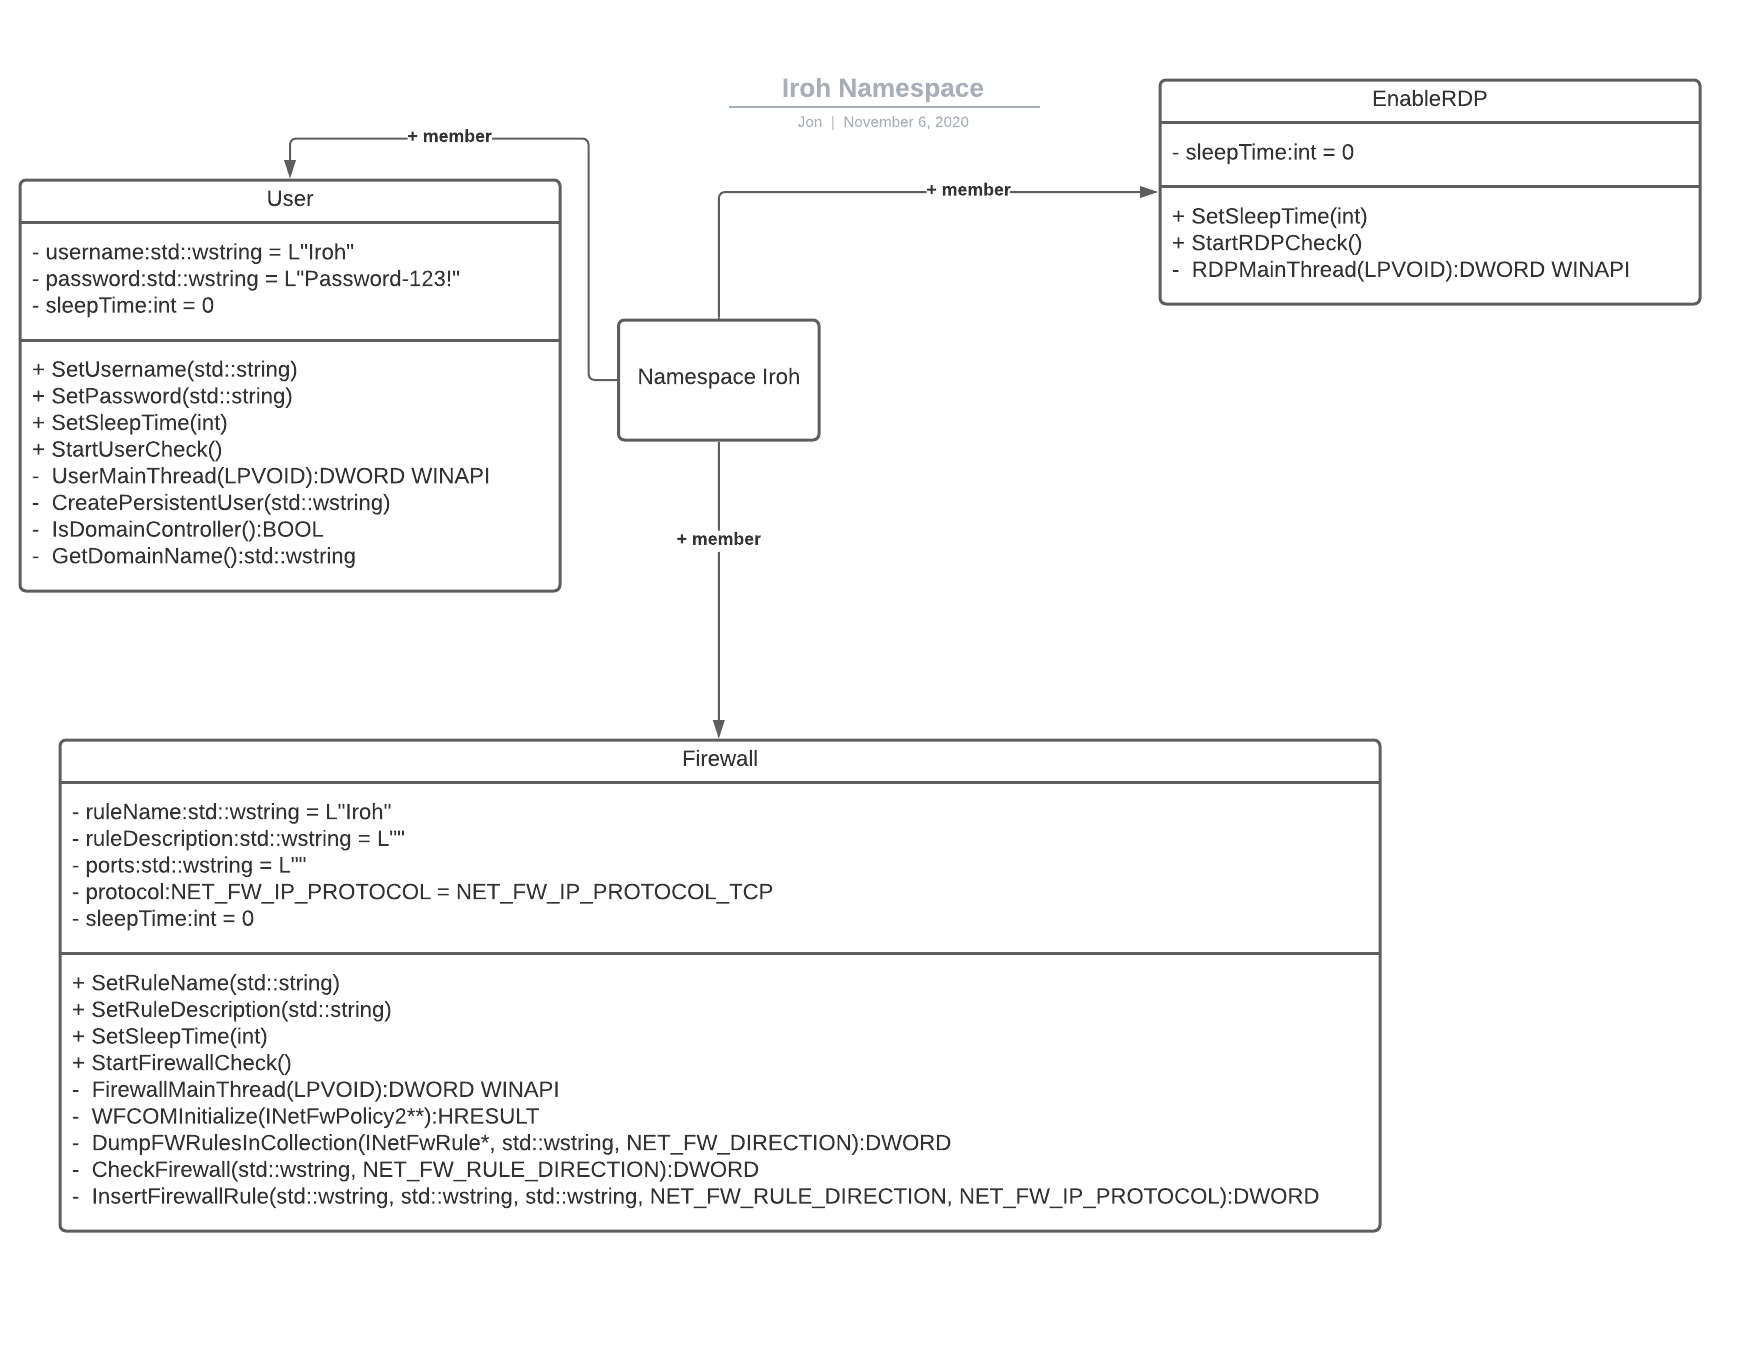 Iroh Namespace
Jon | November 6, 2020
+ member
User
- username:std::wstring = L"Iroh"
- password:std::wstring = L"Password-123!"
- sleepTime:int = 0
+ SetUsername(std::string)
+ SetPassword(std::string)
+ SetSleepTime(int)
+ StartUserCheck()
- UserMainThread(LPVOID):DWORD WINAPI
- CreatePersistentUser(std::wstring)
- IsDomainController():BOOL
- GetDomainName():std::wstring
+ member
EnableRDP
- sleepTime:int = 0
+ SetSleepTime(int)
+ StartRDPCheck()
- RDPMainThread(LPVOID):DWORD WINAPI
Namespace Iroh
+ member
Firewall
- ruleName:std::wstring = L"Iroh"
- ruleDescription:std::wstring = L""
- ports:std::wstring = L""
- protocol:NET_FW_IP_PROTOCOL = NET_FW_IP_PROTOCOL_TCP
- sleepTime:int = 0
+ SetRuleName(std::string)
+ SetRuleDescription(std::string)
+ SetSleepTime(int)
+ StartFirewallCheck()
- FirewallMainThread(LPVOID):DWORD WINAPI
- WFCOMInitialize(INetFwPolicy2**):HRESULT
- DumpFWRulesInCollection(INetFwRule*, std::wstring, NET_FW_DIRECTION):DWORD
- CheckFirewall(std::wstring, NET_FW_RULE_DIRECTION):DWORD
- InsertFirewallRule(std::wstring, std::wstring, std::wstring, NET_FW_RULE_DIRECTION, NET_FW_IP_PROTOCOL):DWORD